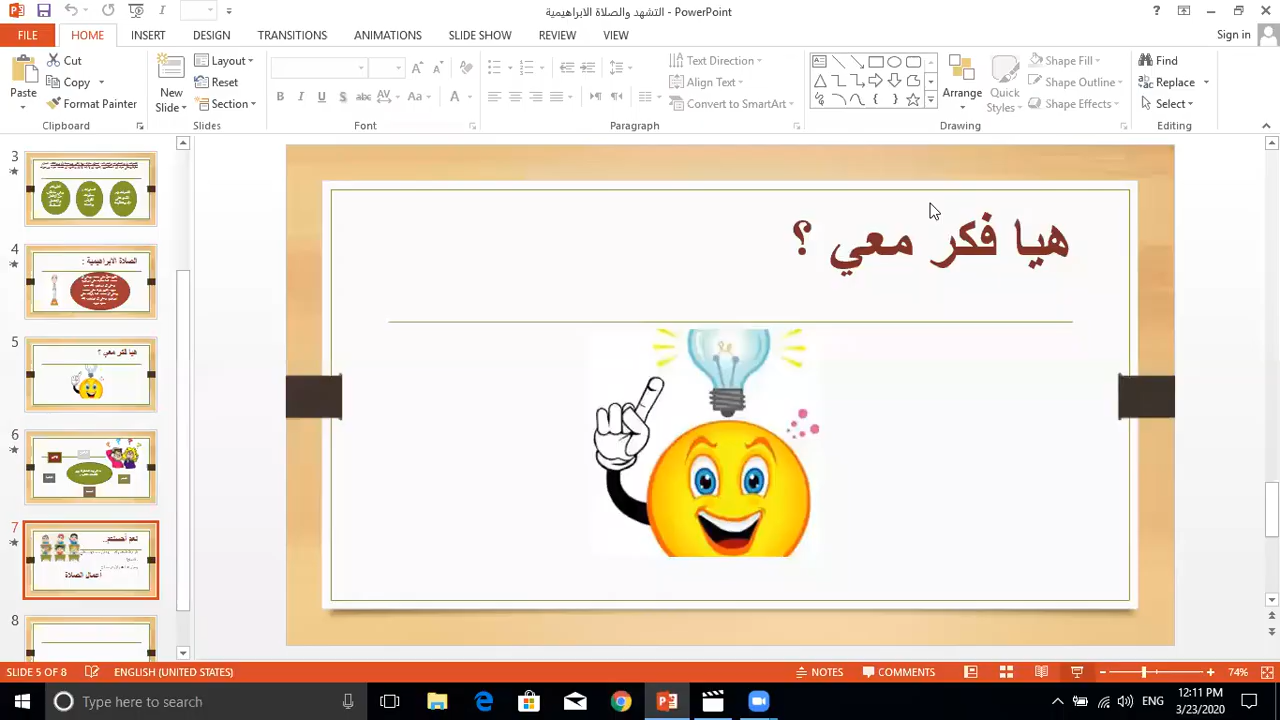 التشهد والصلاة الابراهيمية - PowerPoint
FILE
HOME
INSERT
DESIGN
TRANSITIONS
ANIMATIONS
SLIDE SHOW
REVIEW
VIEW
Sign in
Paste
Cut
Copy
Format Painter
Clipboard
New Slide
Layout
Reset
Section
Slides
Font
Text Direction
Align Text
Convert to SmartArt
Paragraph
Arrange
Quick Styles
Drawing
Shape Fill
Shape Outline
Shape Effects
Find
Replace
Select
Editing
3
4
الصلاة الابراهيمية :
5
هيا فكر معي ؟
6
7
نعم أحسنتم..
أعمال الصلاة
8
هيا فكر معي ؟
SLIDE 5 OF 8
ENGLISH (UNITED STATES)
NOTES
COMMENTS
74%
Type here to search
ENG
12:11 PM
3/23/2020